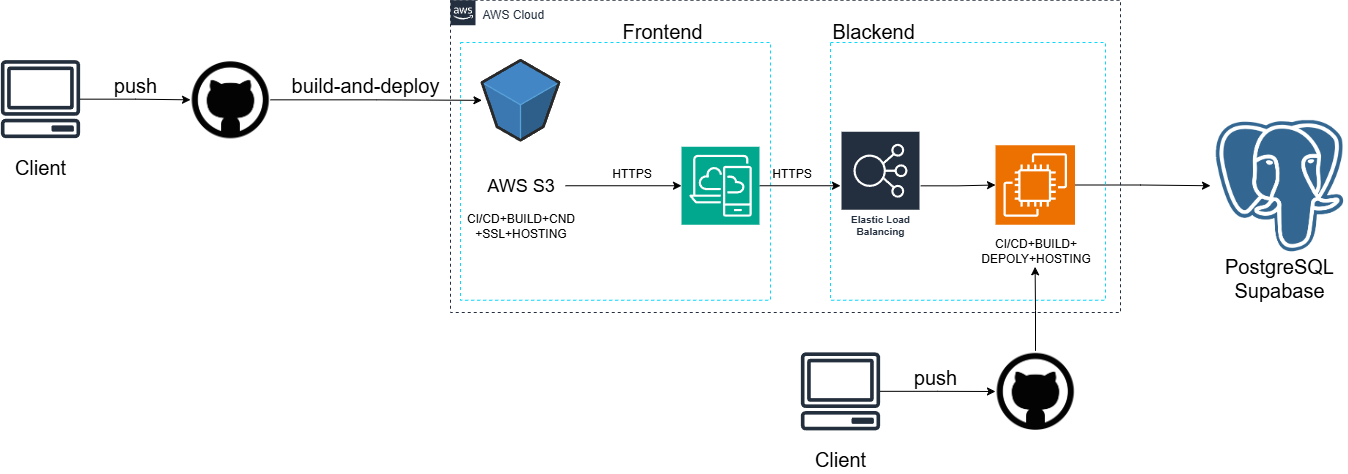 aws
AWS Cloud
Frontend
Blackend
push
build-and-deploy
Client
AWS S3
HTTPS
HTTPS
CI/CD+BUILD+CND
+SSL+HOSTING
Elastic Load
Balancing
CI/CD+BUILD+
DEPOLY+HOSTING
PostgreSQL
Supabase
push
Client